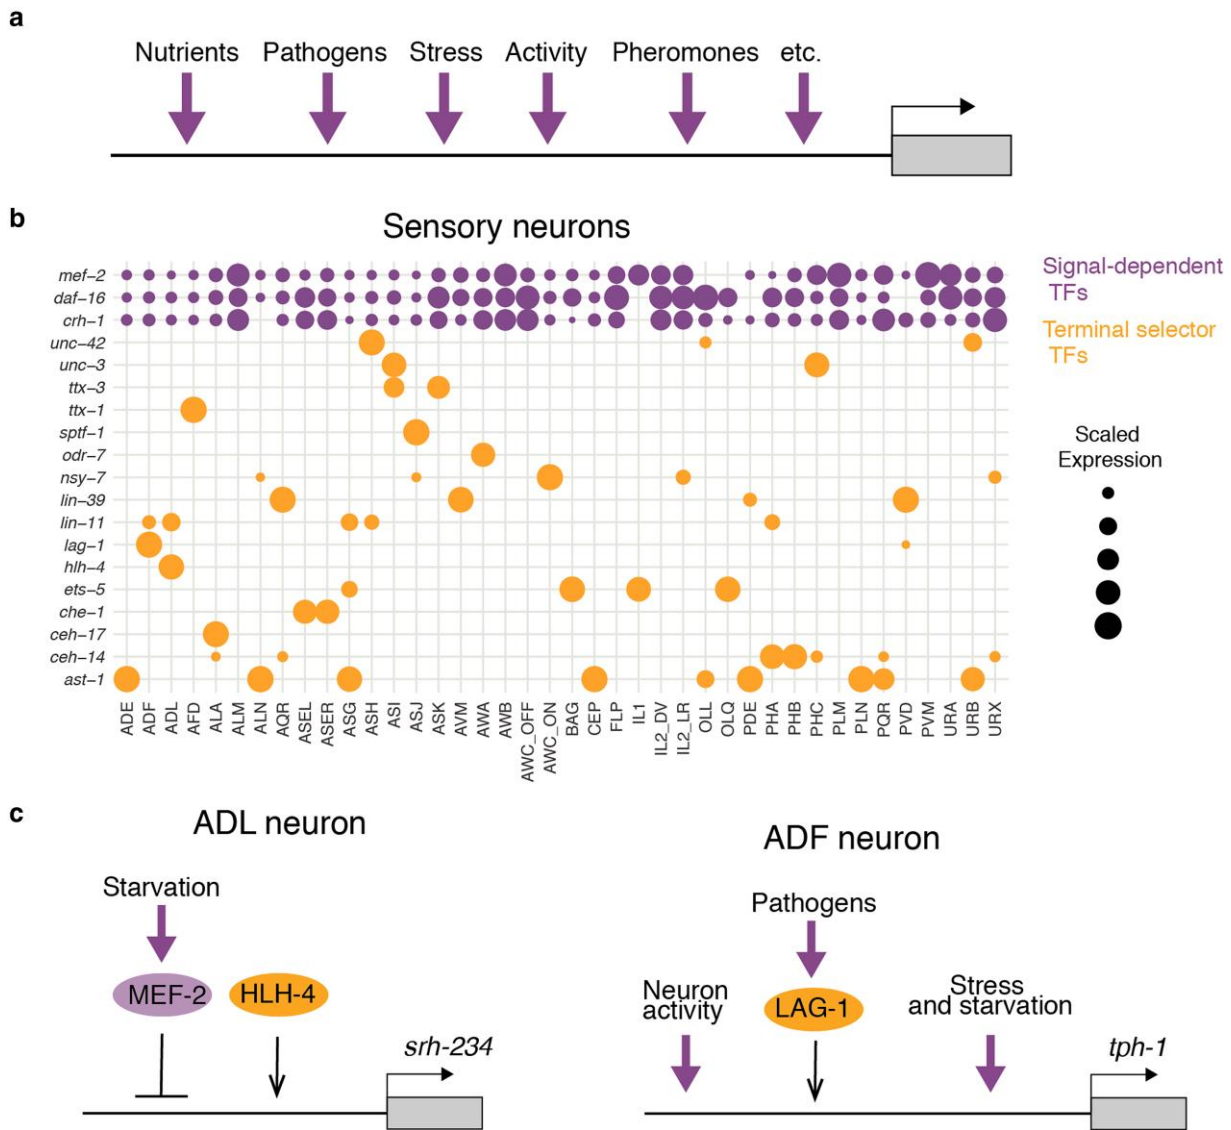 a
Nutrients Pathogens Stress Activity Pheromones etc.
b
Sensory neurons
mef-2
daf-16
crh-1
unc-42
unc-3
ttx-3
ttx-1
sptf-1
odr-7
nsy-7
lin-39
lin-11
lag-1
hlh-4
ets-5
che-1
ceh-17
ceh-14
ast-1
ADE ADF ADL AFD ALA ALM ALN AQR ASEL ASER ASG ASH ASI ASJ ASK AVM AWA AWB AWC_OFF AWC_ON BAG CEP FLP IL1 IL2_DV IL2_LR OLL OLQ PDE PHA PHB PHC PLM PLN PQR PVD PVM URA URB URX
Signal-dependent
TFs
Terminal selector
TFs
Scaled
Expression
c
ADL neuron
Starvation
MEF-2 HLH-4
srh-234
ADF neuron
Pathogens
Neuron
activity
LAG-1
Stress
and starvation
tph-1